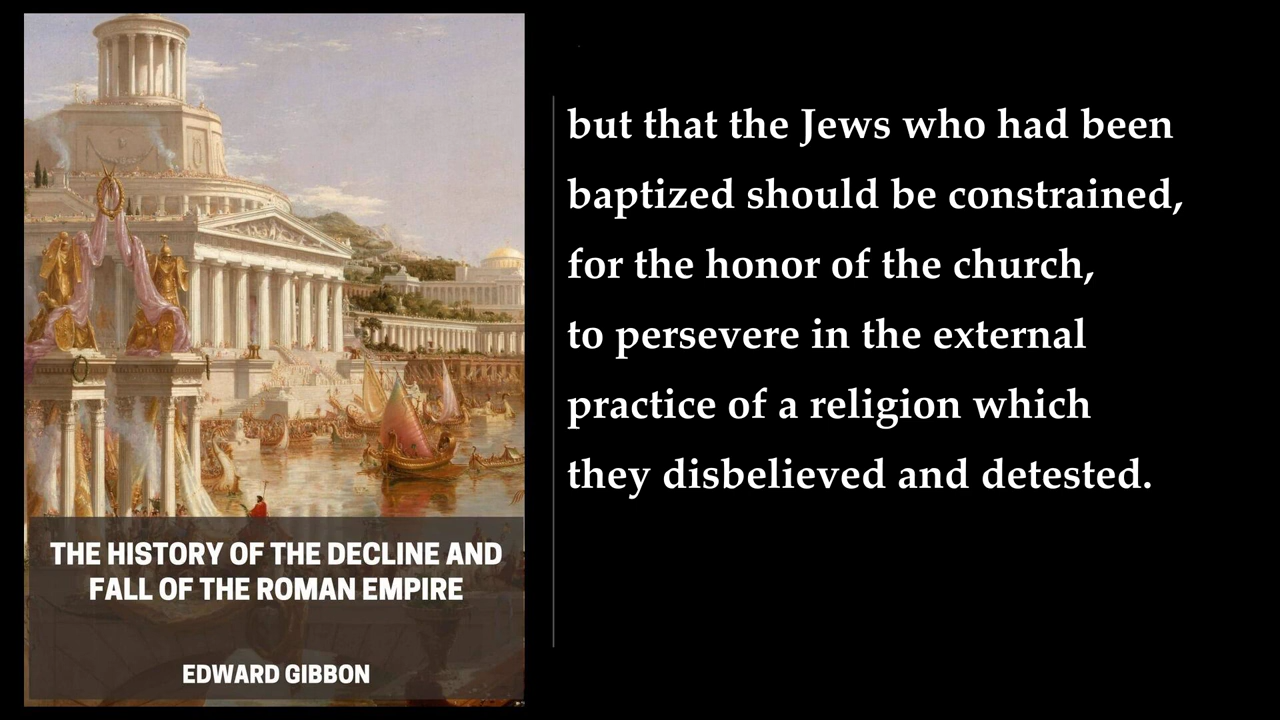 but that the Jews who had been
baptized should be constrained,
for the honor of the church,
to persevere in the external
practice of a religion which
they disbelieved and detested.
THE HISTORY OF THE DECLINE AND
FALL OF THE ROMAN EMPIRE
EDWARD GIBBON